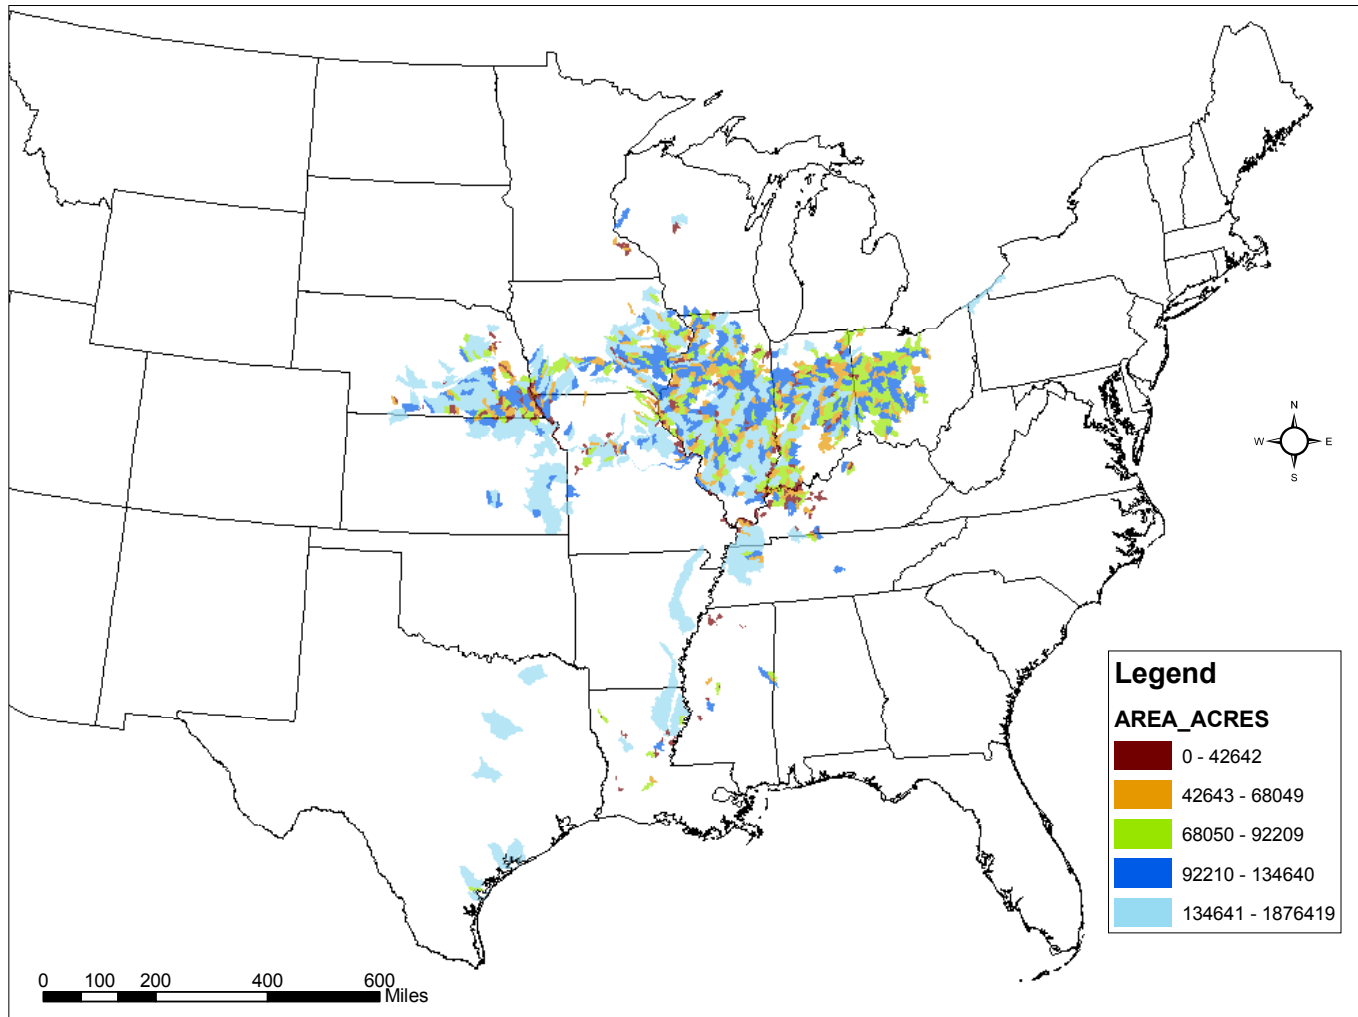 N
W E
S
Legend
AREA_ACRES
0 - 42642
42643 - 68049
68050 - 92209
92210 - 134640
134641 - 1876419
0 100 200 400 600
Miles